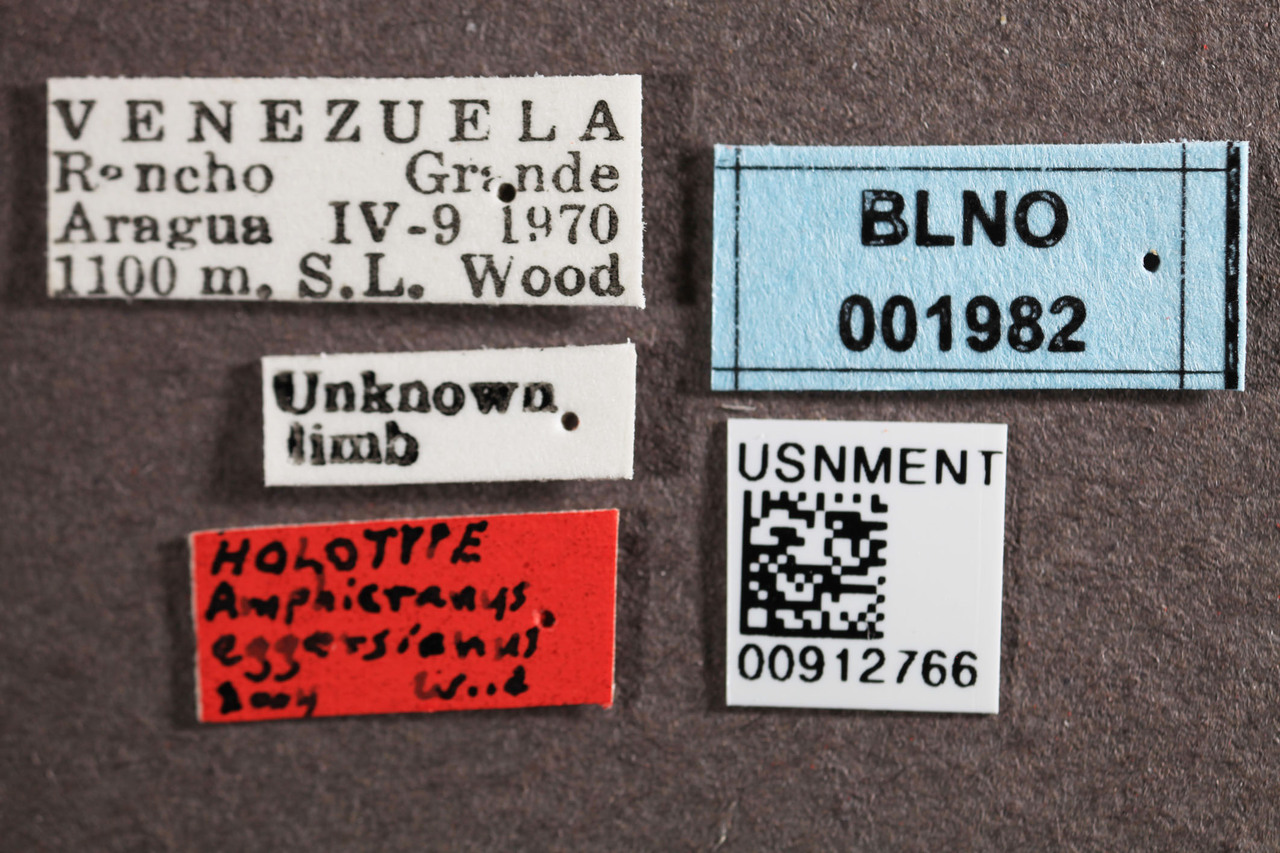 VENEZUELA
Roncho Grande
Aragua IV-9 1970
1100 m, S.L. Wood
Unknown
limb
HOLOTYPE
Amphicranus
eggersianus
2004 Wood
BLNO
001982
USNMENT
00912766